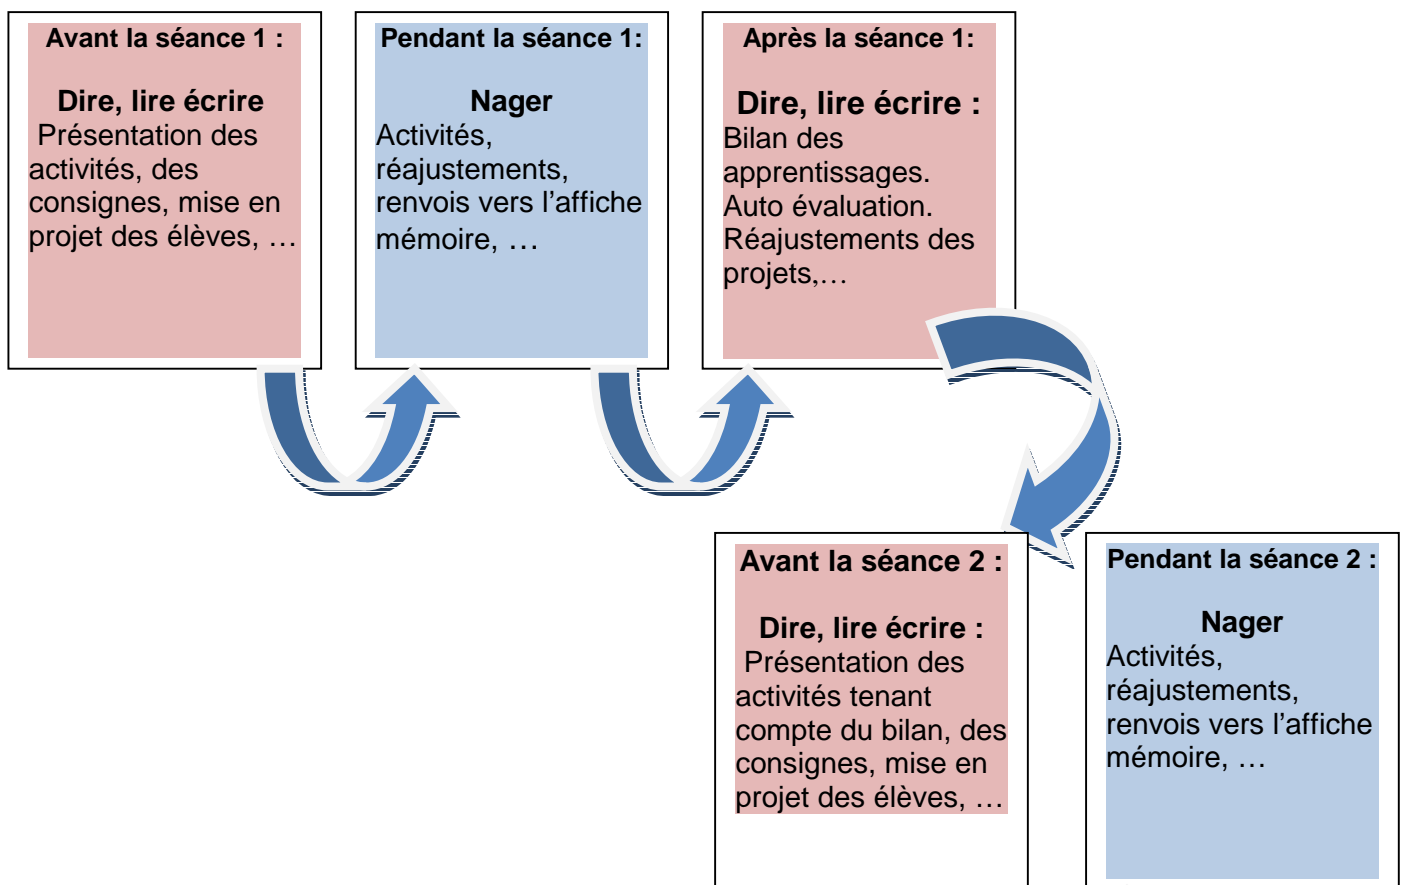 Avant la séance 1 :
Dire, lire écrire
Présentation des
activités, des
consignes, mise en
projet des élèves, …
Pendant la séance 1:
Nager
Activités,
réajustements,
renvois vers l’affiche
mémoire, …
Après la séance 1:
Dire, lire écrire :
Bilan des
apprentissages.
Auto évaluation.
Réajustements des
projets,…
Avant la séance 2 :
Dire, lire écrire :
Présentation des
activités tenant
compte du bilan, des
consignes, mise en
projet des élèves, …
Pendant la séance 2 :
Nager
Activités,
réajustements,
renvois vers l’affiche
mémoire, …